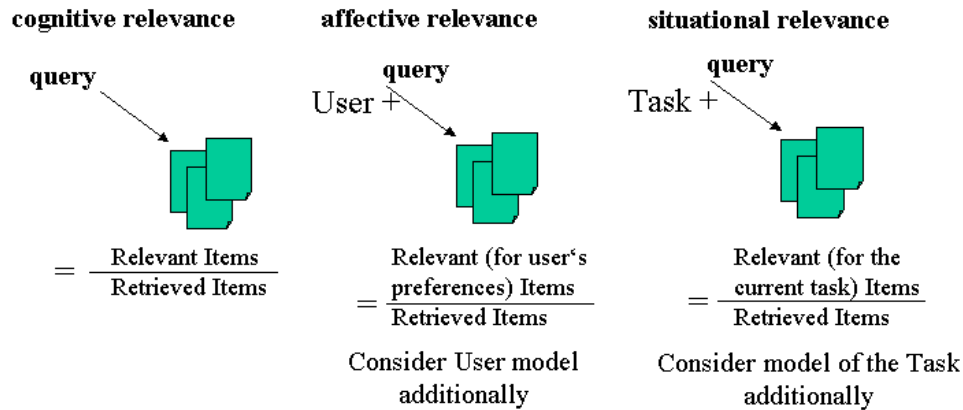 cognitive relevance
query
=
Relevant Items
Retrieved Items
affective relevance
query
User +
=
Relevant (for user‘s
preferences) Items
Retrieved Items
Consider User model
additionally
situational relevance
query
Task +
=
Relevant (for the
current task) Items
Retrieved Items
Consider model of the Task
additionally